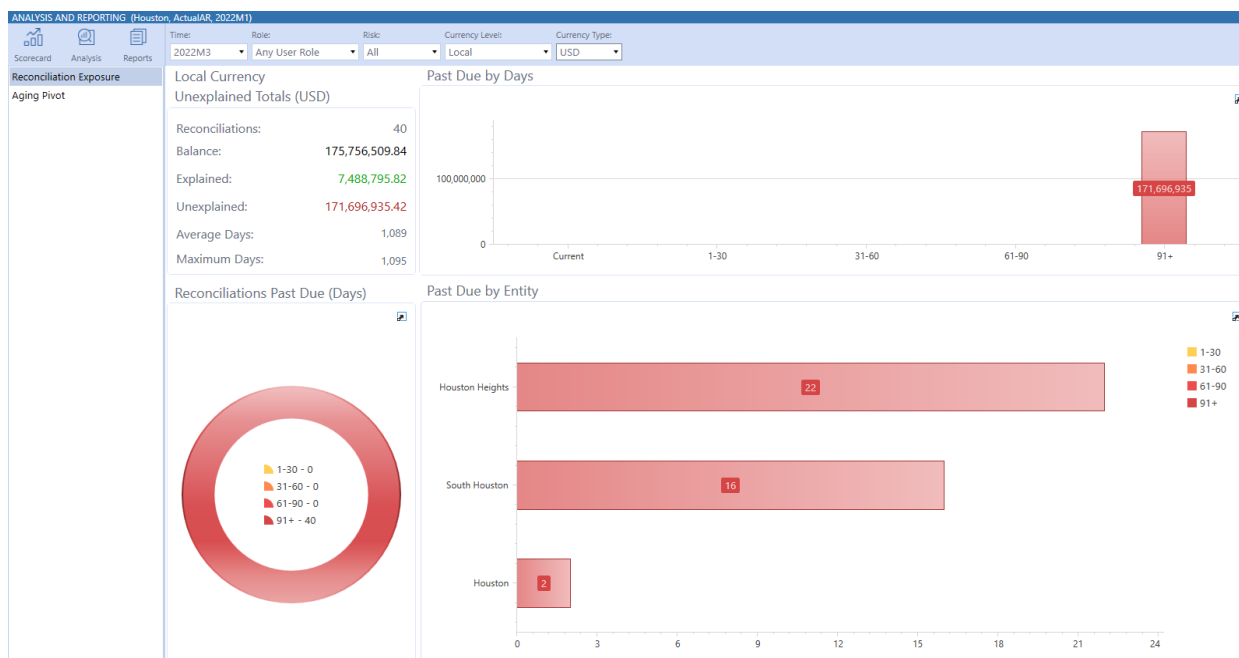 ANALYSIS AND REPORTING (Houston, ActualAR, 2022M1)
Scorecard Analysis Reports
Time: Role: Risk: Currency Level: Currency Type:
2022M3 Any User Role All Local USD
Reconciliation Exposure
Aging Pivot
Local Currency
Unexplained Totals (USD)
Reconciliations: 40
Balance: 175,756,509.84
Explained: 7,488,795.82
Unexplained: 171,696,935.42
Average Days: 1,089
Maximum Days: 1,095
Past Due by Days
100,000,000
171,696,935
0
Current 1-30 31-60 61-90 91+
Reconciliations Past Due (Days)
1-30 - 0
31-60 - 0
61-90 - 0
91+ - 40
Past Due by Entity
1-30
31-60
61-90
91+
Houston Heights 22
South Houston 16
Houston 2
0 3 6 9 12 15 18 21 24